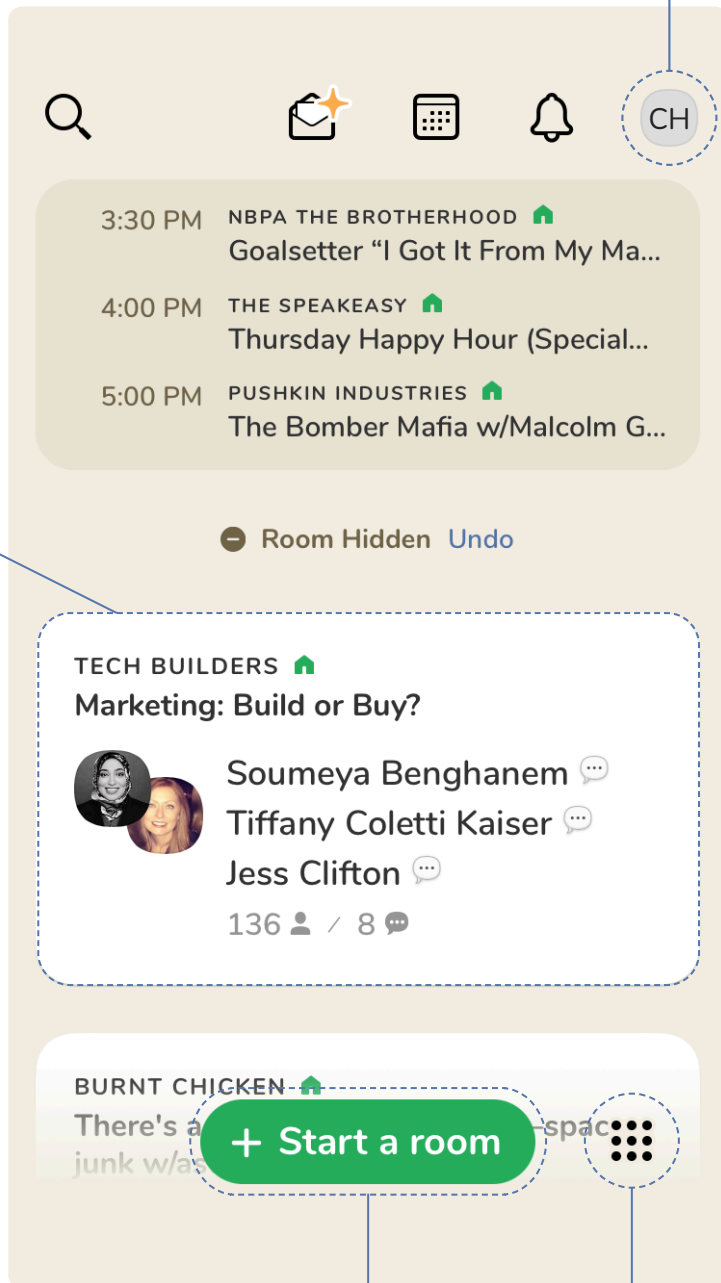 CH
3:30 PM NBPA THE BROTHERHOOD
Goalsetter “I Got It From My Ma...
4:00 PM THE SPEAKEASY
Thursday Happy Hour (Special...
5:00 PM PUSHKIN INDUSTRIES
The Bomber Mafia w/Malcolm G...
Room Hidden Undo
TECH BUILDERS
Marketing: Build or Buy?
Soumeya Benghanem
Tiffany Coletti Kaiser
Jess Clifton
136 / 8
BURNT CHICKEN
There's a
+ Start a room
junk